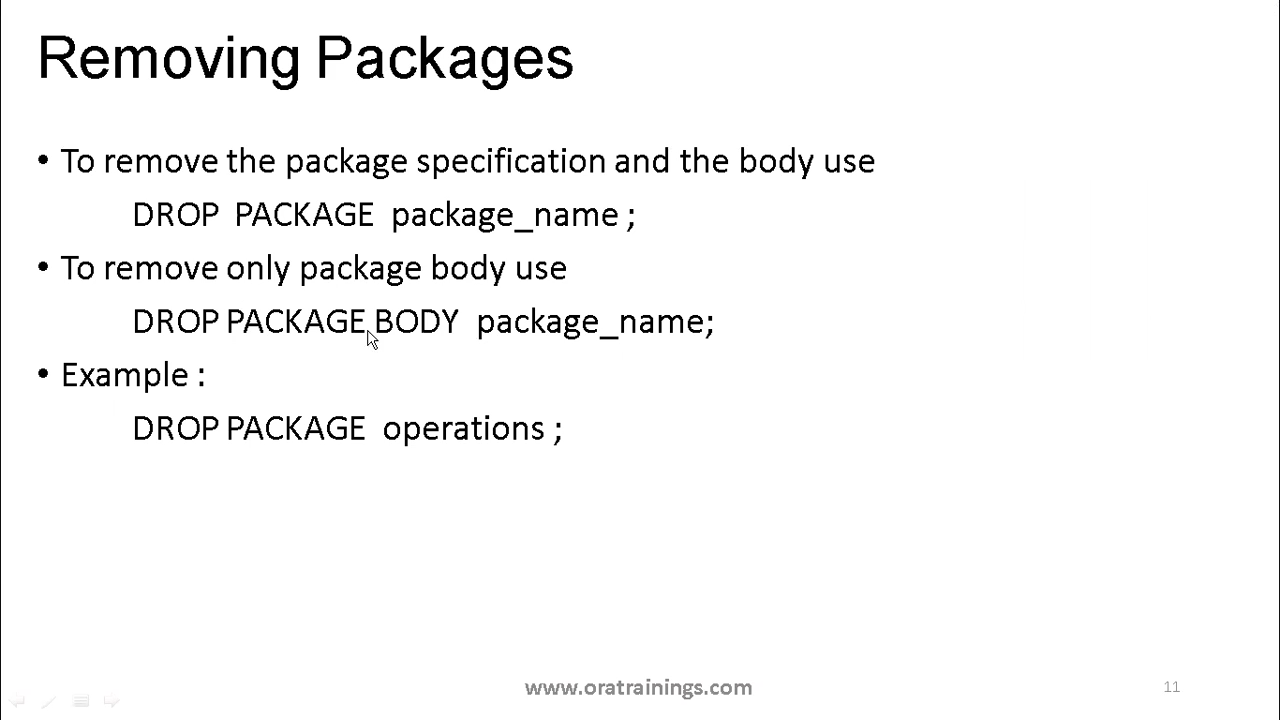 Removing Packages
• To remove the package specification and the body use
DROP PACKAGE package_name ;
• To remove only package body use
DROP PACKAGE BODY package_name;
• Example :
DROP PACKAGE operations ;
www.oratrainings.com
11